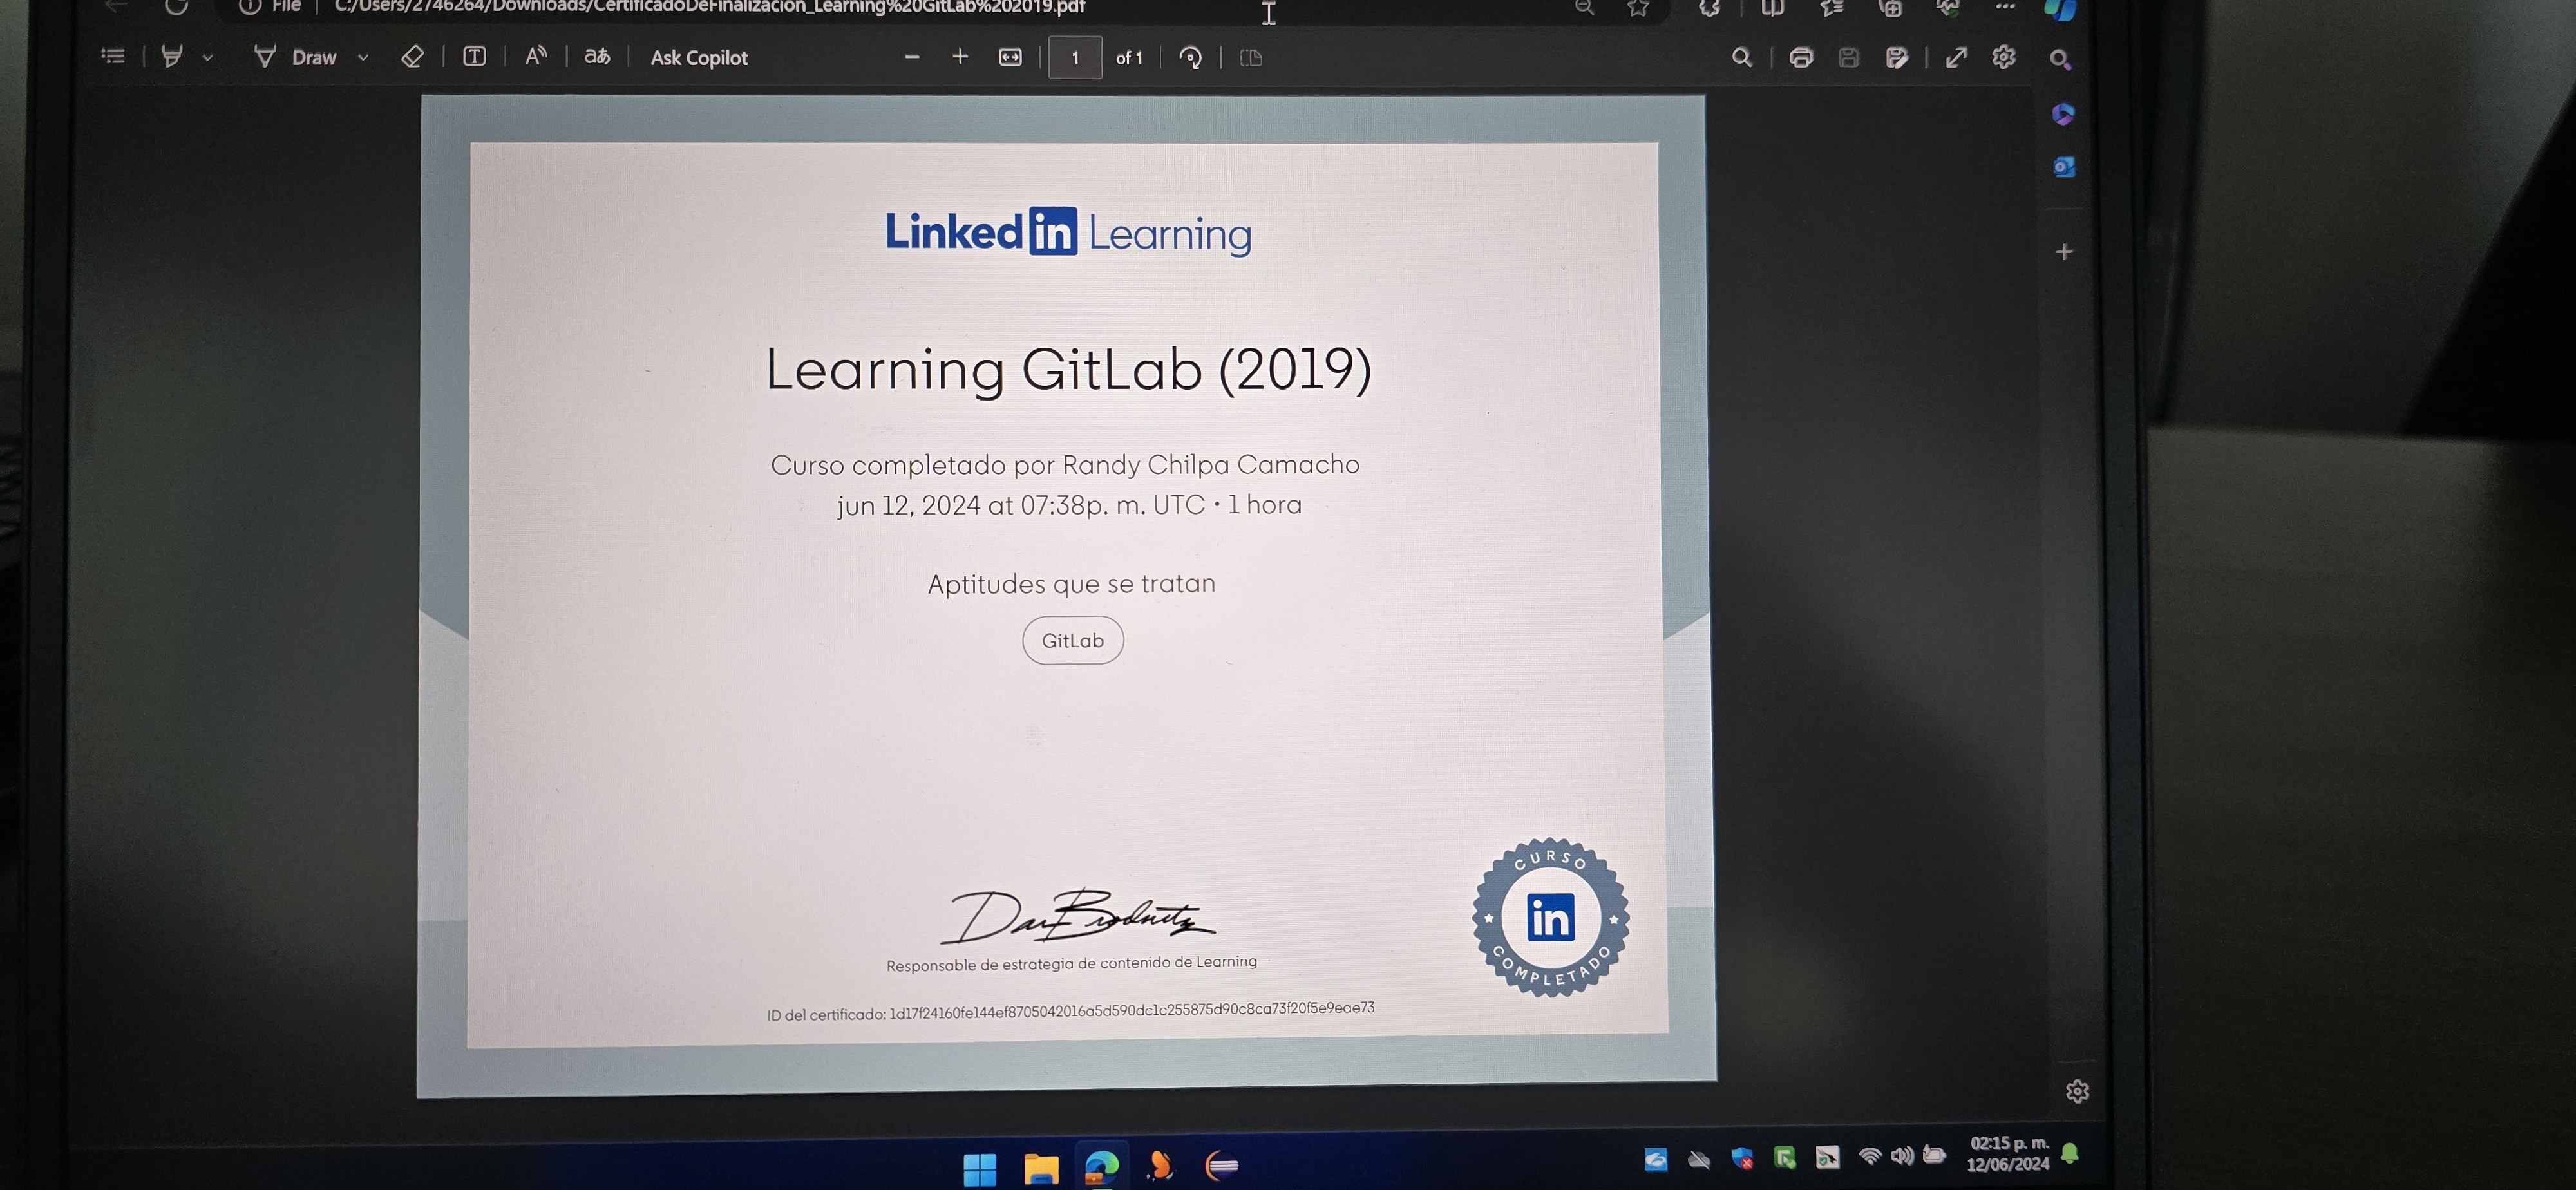 File | C:/Users/2746264/Downloads/CertificadoDeFinalizacion_Learning%20GitLab%202019.pdf
Draw
Ask Copilot
1 of 1
Linked in Learning
Learning GitLab (2019)
Curso completado por Randy Chilpa Camacho
jun 12, 2024 at 07:38p. m. UTC • 1 hora
Aptitudes que se tratan
GitLab
Responsable de estrategia de contenido de Learning
ID del certificado: 1d17f24160fe144ef8705042016a5d590dc1c255875d90c8ca73f20f5e9eae73
CURSO
in
COMPLETADO
02:15 p. m.
12/06/2024